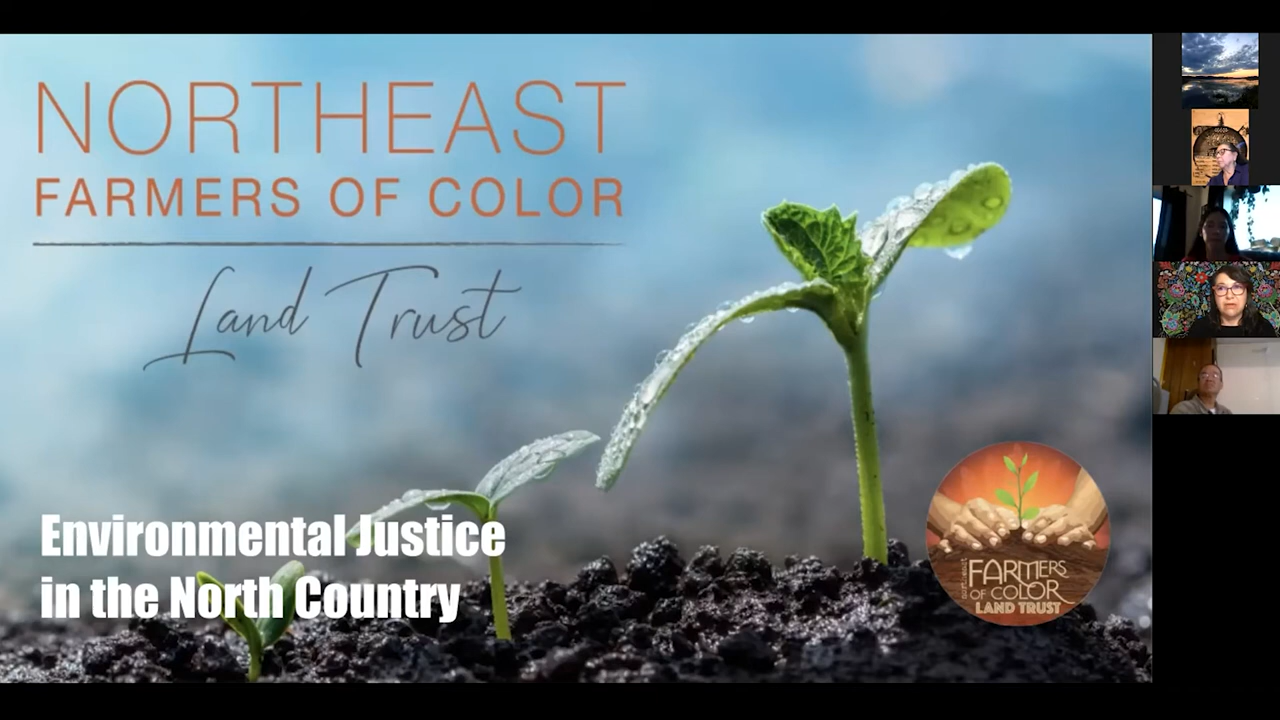 NORTHEAST
FARMERS OF COLOR
Land Trust
Environmental Justice
in the North Country
FARMERS
OF COLOR
LAND TRUST